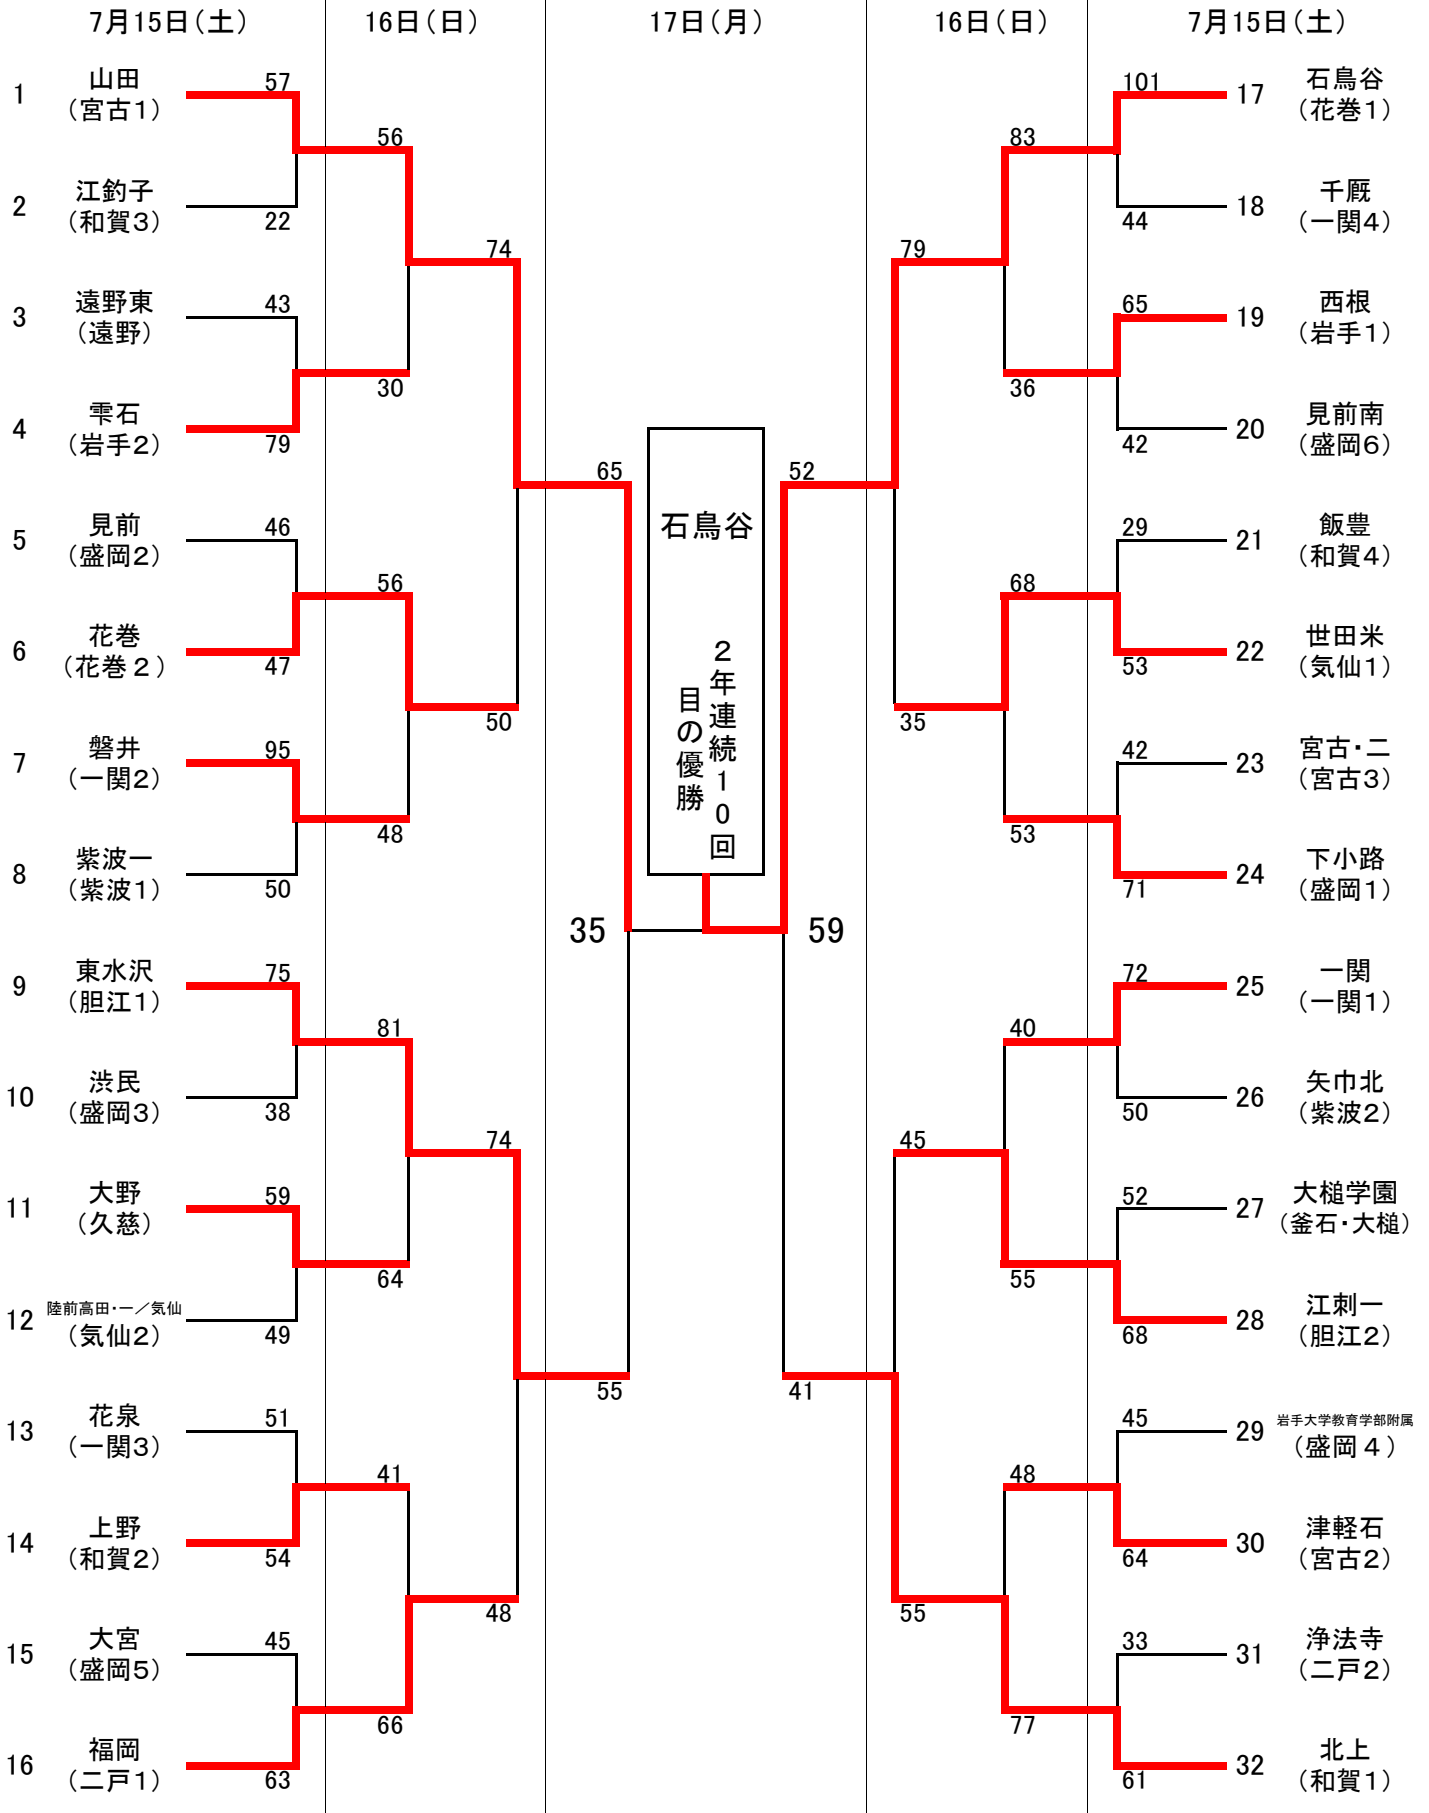 7月15日（土）
16日（日）
17日（月）
16日（日）
7月15日（土）
1
山田
（宮古1）
57
2
江釣子
（和賀3）
22
3
遠野東
（遠野）
43
4
雫石
（岩手2）
79
5
見前
（盛岡2）
46
6
花巻
（花巻２）
47
7
磐井
（一関2）
95
8
紫波一
（紫波1）
50
9
東水沢
（胆江1）
75
10
渋民
（盛岡3）
38
11
大野
（久慈）
59
12
陸前高田・一／気仙
（気仙2）
49
13
花泉
（一関3）
51
14
上野
（和賀2）
54
15
大宮
（盛岡5）
45
16
福岡
（二戸1）
63
56
30
56
48
81
64
41
66
74
50
74
48
65
55
35
石鳥谷
２年連続１０回
目の優勝
59
52
41
79
35
45
55
83
36
68
53
40
55
48
77
101
17
石鳥谷
（花巻1）
44
18
千厩
（一関4）
65
19
西根
（岩手1）
42
20
見前南
（盛岡6）
29
21
飯豊
（和賀4）
53
22
世田米
（気仙1）
42
23
宮古・二
（宮古3）
71
24
下小路
（盛岡1）
72
25
一関
（一関1）
50
26
矢巾北
（紫波2）
52
27
大槌学園
（釜石・大槌）
68
28
江刺一
（胆江2）
45
29
岩手大学教育学部附属
（盛岡４）
64
30
津軽石
（宮古2）
33
31
浄法寺
（二戸2）
61
32
北上
（和賀1）